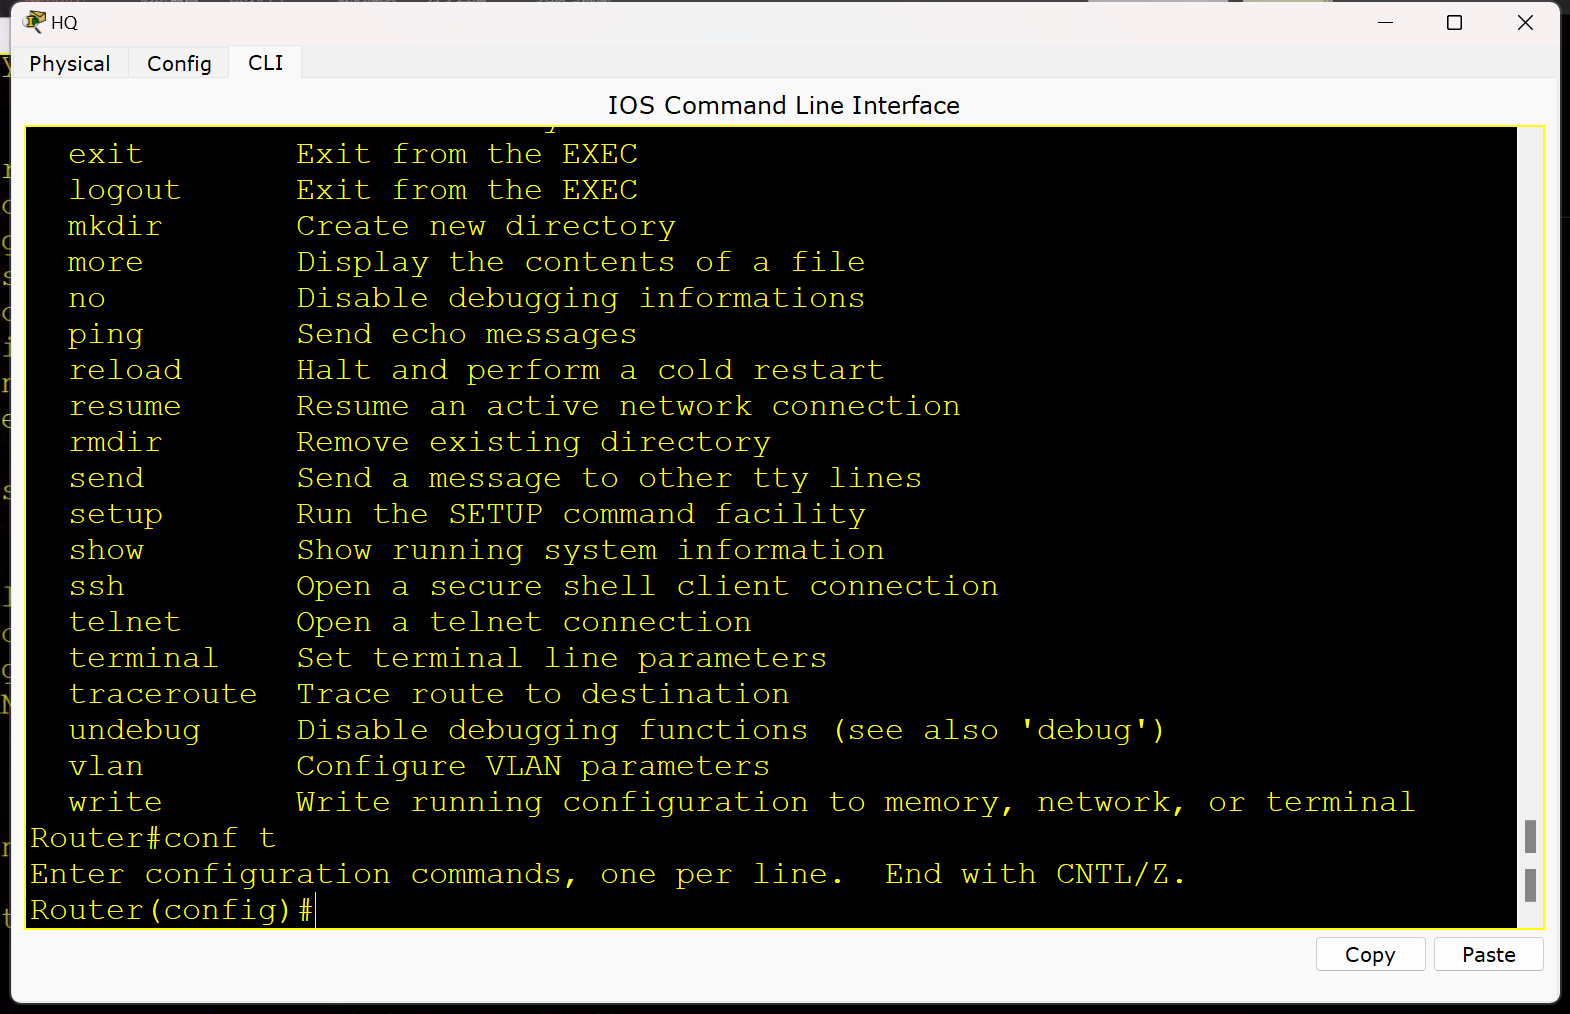 HQ
Physical Config CLI
IOS Command Line Interface
exit Exit from the EXEC
logout Exit from the EXEC
mkdir Create new directory
more Display the contents of a file
no Disable debugging informations
ping Send echo messages
reload Halt and perform a cold restart
resume Resume an active network connection
rmdir Remove existing directory
send Send a message to other tty lines
setup Run the SETUP command facility
show Show running system information
ssh Open a secure shell client connection
telnet Open a telnet connection
terminal Set terminal line parameters
traceroute Trace route to destination
undebug Disable debugging functions (see also 'debug')
vlan Configure VLAN parameters
write Write running configuration to memory, network, or terminal
Router#conf t
Enter configuration commands, one per line. End with CNTL/Z.
Router(config)#
Copy Paste